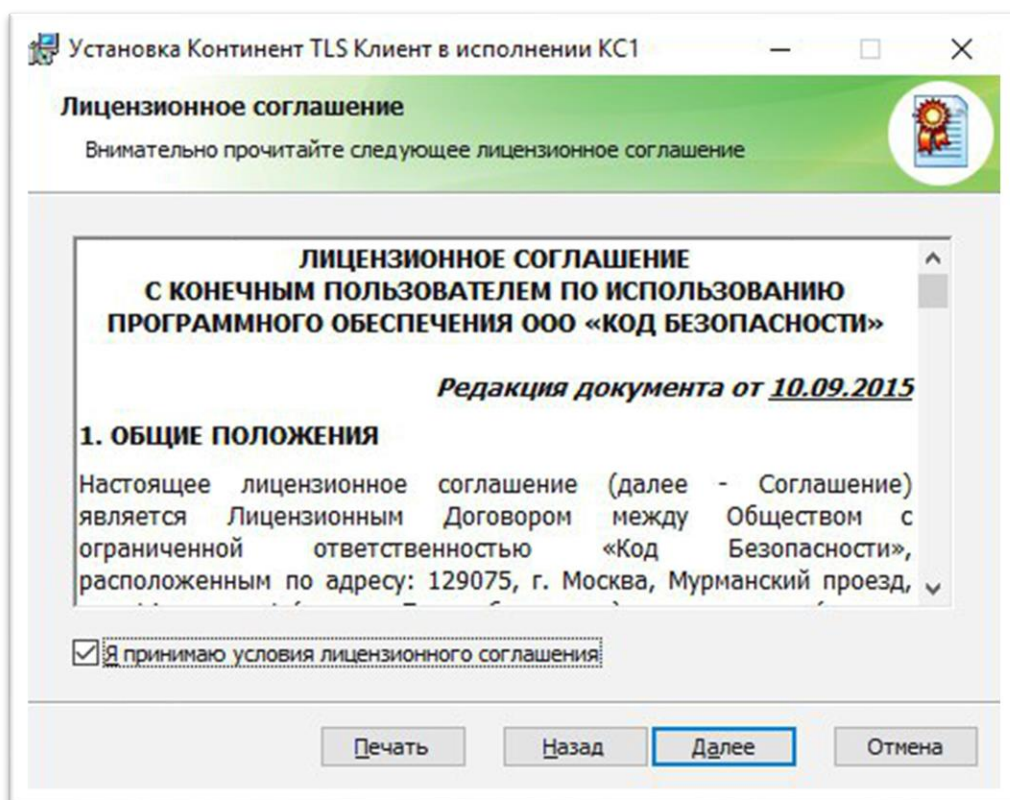 Установка Континент TLS Клиент в исполнении КС1
Лицензионное соглашение
Внимательно прочитайте следующее лицензионное соглашение
ЛИЦЕНЗИОННОЕ СОГЛАШЕНИЕ
С КОНЕЧНЫМ ПОЛЬЗОВАТЕЛЕМ ПО ИСПОЛЬЗОВАНИЮ
ПРОГРАММНОГО ОБЕСПЕЧЕНИЯ ООО «КОД БЕЗОПАСНОСТИ»
Редакция документа от 10.09.2015
1. ОБЩИЕ ПОЛОЖЕНИЯ
Настоящее лицензионное соглашение (далее - Соглашение)
является Лицензионным Договором между Обществом с
ограниченной ответственностью «Код Безопасности»,
расположенным по адресу: 129075, г. Москва, Мурманский проезд,
Я принимаю условия лицензионного соглашения
Печать
Назад
Далее
Отмена